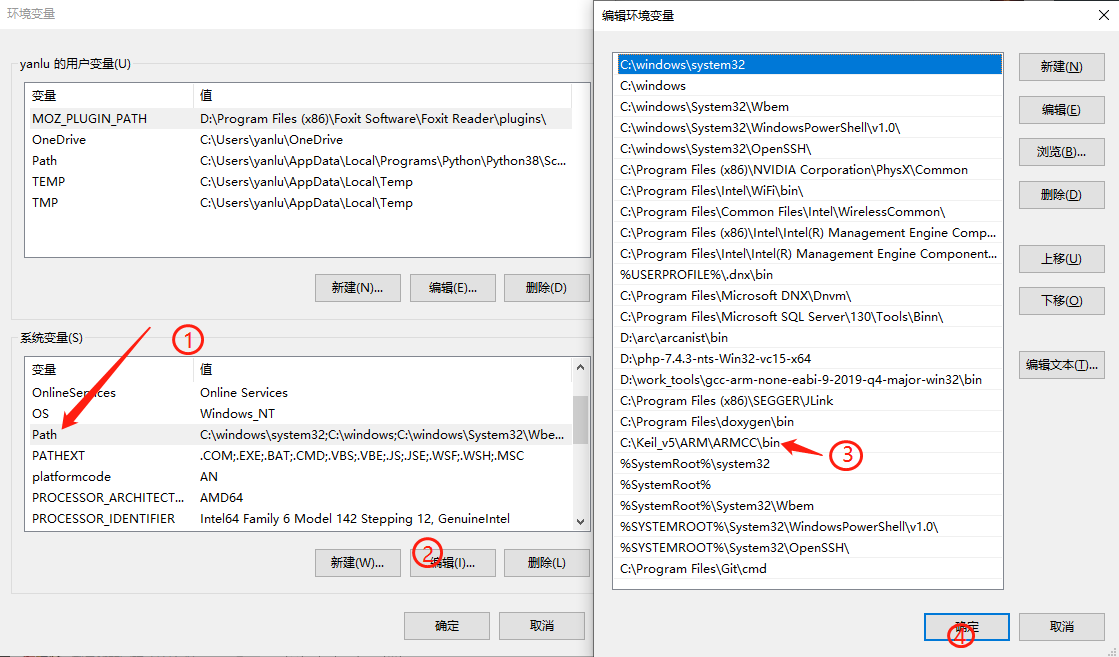 环境变量
yanlu 的用户变量(U)
变量 值
MOZ_PLUGIN_PATH D:\Program Files (x86)\Foxit Software\Foxit Reader\plugins\
OneDrive C:\Users\yanlu\OneDrive
Path C:\Users\yanlu\AppData\Local\Programs\Python\Python38\Sc...
TEMP C:\Users\yanlu\AppData\Local\Temp
TMP C:\Users\yanlu\AppData\Local\Temp
新建(N)... 编辑(E)... 删除(D)
系统变量(S)
①
变量 值
OnlineServices Online Services
OS Windows_NT
Path C:\windows\system32;C:\windows;C:\windows\System32\Wbe...
PATHEXT .COM;.EXE;.BAT;.CMD;.VBS;.VBE;.JS;.JSE;.WSF;.WSH;.MSC
platformcode AN
PROCESSOR_ARCHITECT... AMD64
PROCESSOR_IDENTIFIER Intel64 Family 6 Model 142 Stepping 12, GenuineIntel
②
新建(W)... 编辑(I)... 删除(L)
确定 取消
编辑环境变量
C:\windows\system32
C:\windows
C:\windows\System32\Wbem
C:\windows\System32\WindowsPowerShell\v1.0\
C:\windows\System32\OpenSSH\
C:\Program Files (x86)\NVIDIA Corporation\PhysX\Common
C:\Program Files\Intel\WiFi\bin\
C:\Program Files\Common Files\Intel\WirelessCommon\
C:\Program Files (x86)\Intel\Intel(R) Management Engine Comp...
C:\Program Files\Intel\Intel(R) Management Engine Component...
%USERPROFILE%\.dnx\bin
C:\Program Files\Microsoft DNX\Dnvm\
C:\Program Files\Microsoft SQL Server\130\Tools\Binn\
D:\arc\arcanist\bin
D:\php-7.4.3-nts-Win32-vc15-x64
D:\work_tools\gcc-arm-none-eabi-9-2019-q4-major-win32\bin
C:\Program Files (x86)\SEGGER\JLink
C:\Program Files\doxygen\bin
C:\Keil_v5\ARM\ARMCC\bin
③
%SystemRoot%\system32
%SystemRoot%
%SystemRoot%\System32\Wbem
%SYSTEMROOT%\System32\WindowsPowerShell\v1.0\
%SYSTEMROOT%\System32\OpenSSH\
C:\Program Files\Git\cmd
新建(N)
编辑(E)
浏览(B)...
删除(D)
上移(U)
下移(O)
编辑文本(T)...
确定 取消
④